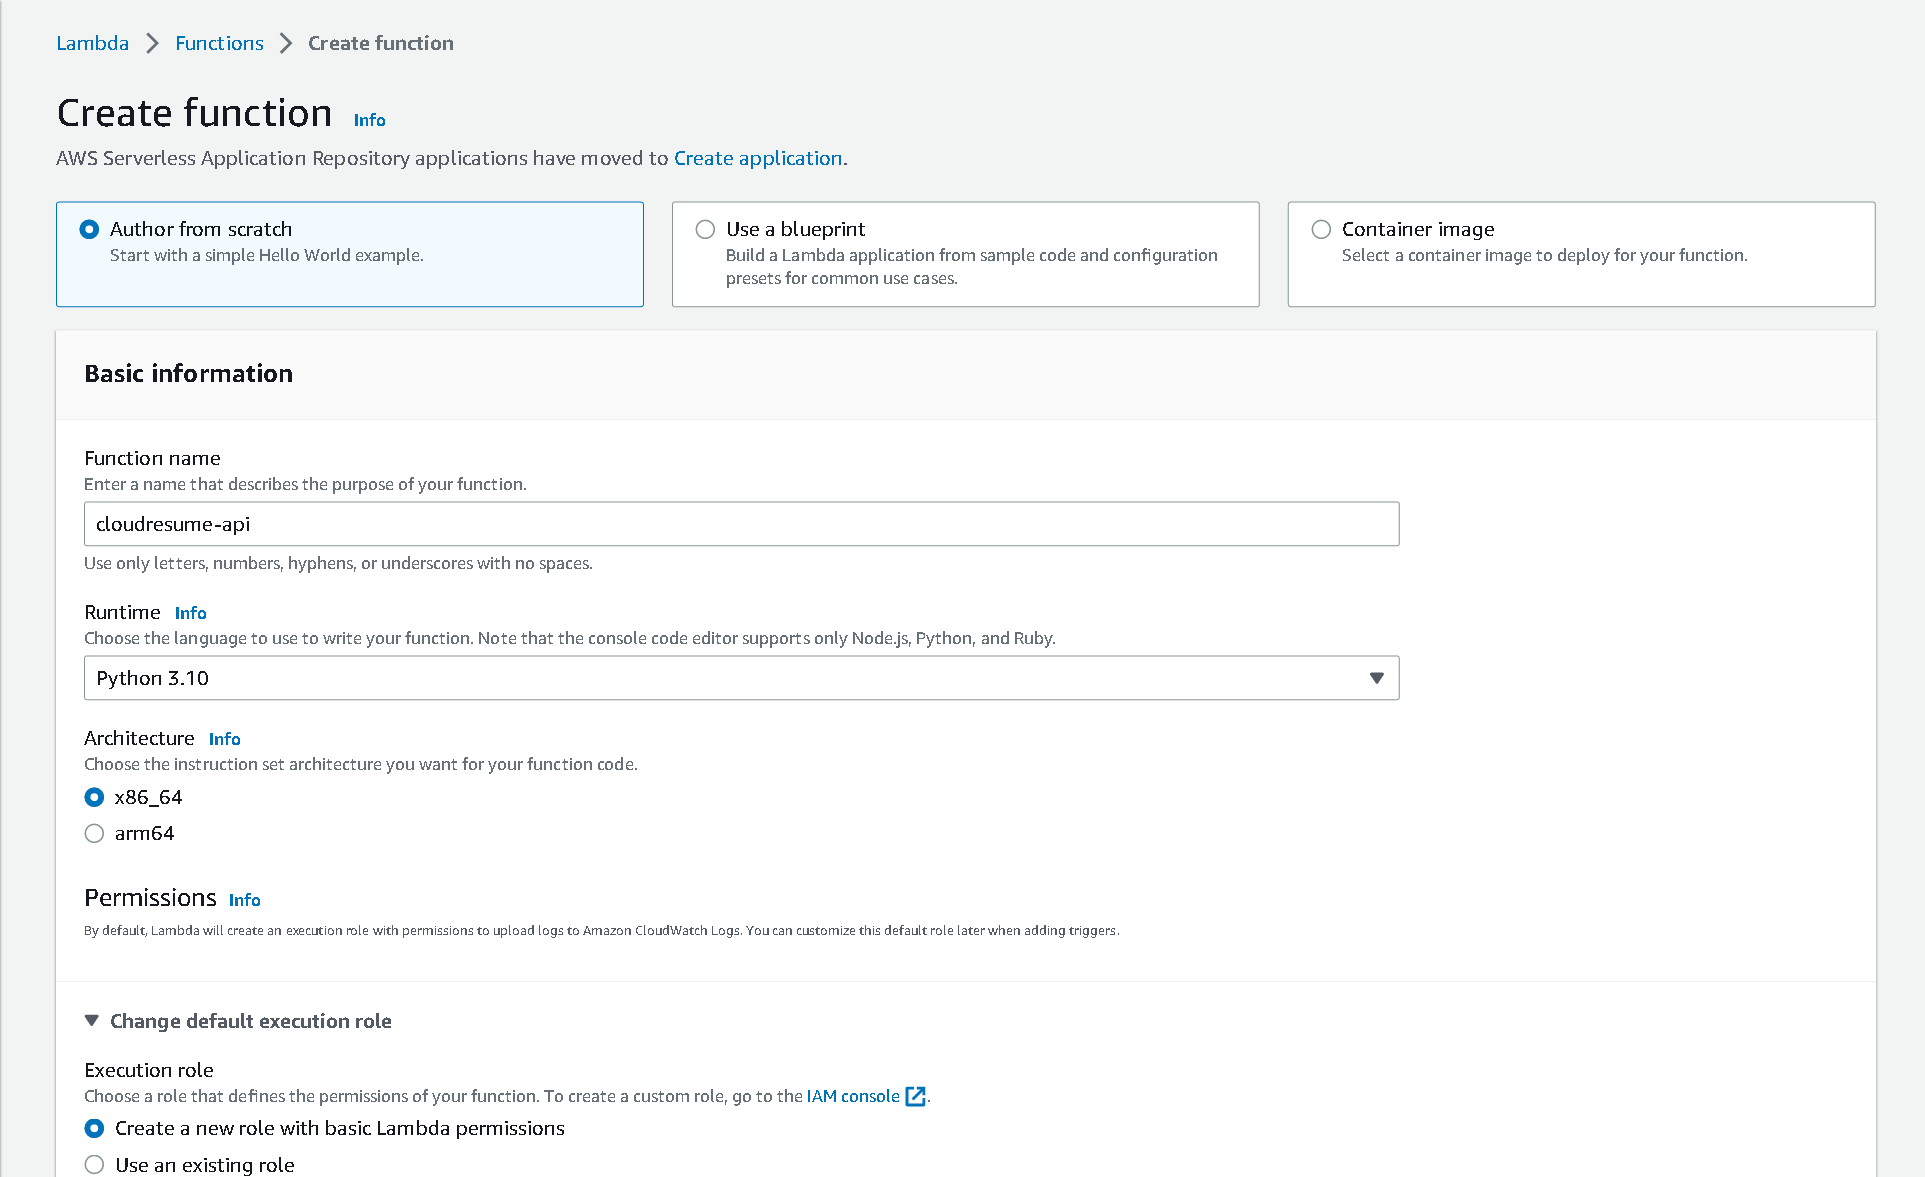 Lambda > Functions > Create function
Create function Info
AWS Serverless Application Repository applications have moved to Create application.
Author from scratch
Start with a simple Hello World example.
Use a blueprint
Build a Lambda application from sample code and configuration
presets for common use cases.
Container image
Select a container image to deploy for your function.
Basic information
Function name
Enter a name that describes the purpose of your function.
cloudresume-api
Use only letters, numbers, hyphens, or underscores with no spaces.
Runtime Info
Choose the language to use to write your function. Note that the console code editor supports only Node.js, Python, and Ruby.
Python 3.10
Architecture Info
Choose the instruction set architecture you want for your function code.
x86_64
arm64
Permissions Info
By default, Lambda will create an execution role with permissions to upload logs to Amazon CloudWatch Logs. You can customize this default role later when adding triggers.
Change default execution role
Execution role
Choose a role that defines the permissions of your function. To create a custom role, go to the IAM console.
Create a new role with basic Lambda permissions
Use an existing role